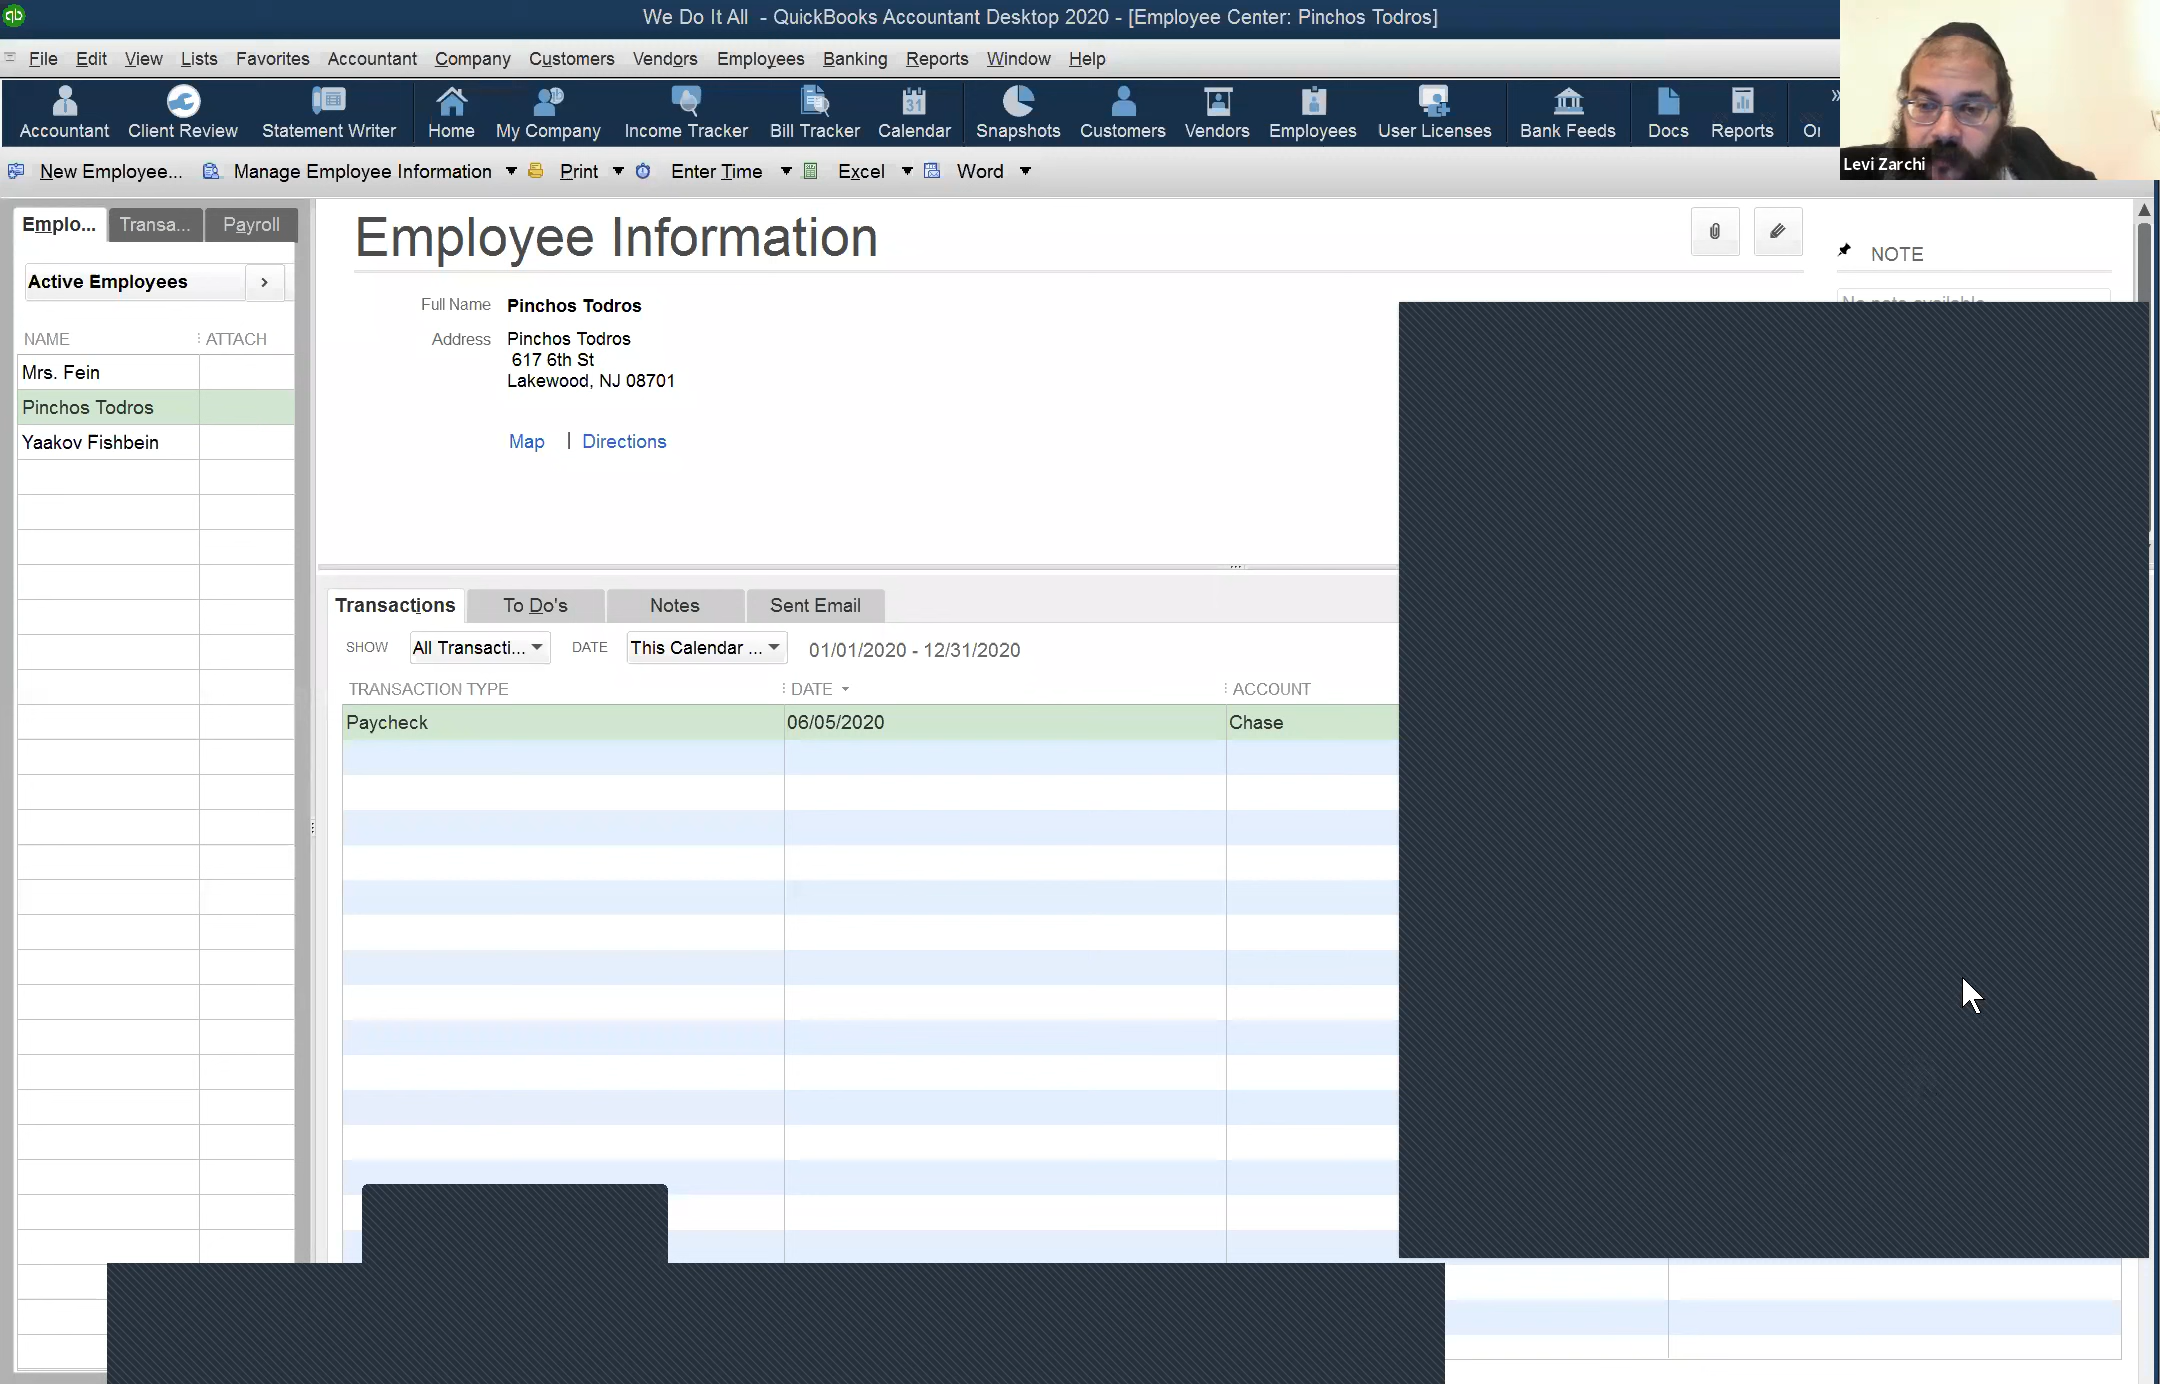 We Do It All - QuickBooks Accountant Desktop 2020 - [Employee Center: Pinchos Todros]
File Edit View Lists Favorites Accountant Company Customers Vendors Employees Banking Reports Window Help
Accountant Client Review Statement Writer Home My Company Income Tracker Bill Tracker 31 Calendar Snapshots Customers Vendors Employees User Licenses Bank Feeds Docs Reports
Levi Zarchi
New Employee... Manage Employee Information Print Enter Time Excel Word
Emplo... Transa... Payroll
Active Employees
NAME ATTACH
Mrs. Fein
Pinchos Todros
Yaakov Fishbein
Employee Information
Full Name Pinchos Todros
Address Pinchos Todros
617 6th St
Lakewood, NJ 08701
Map | Directions
NOTE
No note available
Transactions To Do's Notes Sent Email
SHOW All Transacti... DATE This Calendar ... 01/01/2020 - 12/31/2020
TRANSACTION TYPE DATE ACCOUNT
Paycheck 06/05/2020 Chase